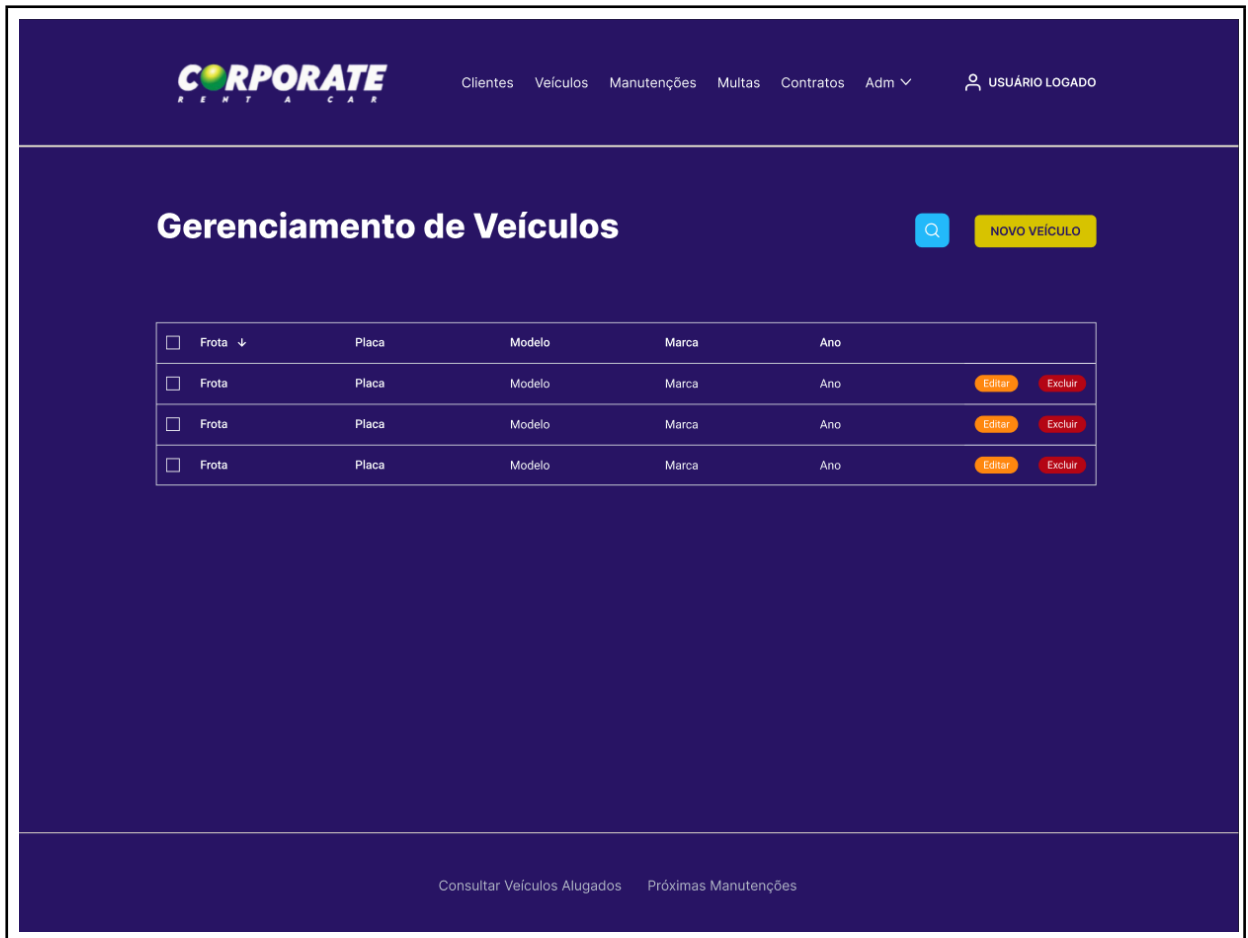 CORPORATE
RENT A CAR
Clientes Veículos Manutenções Multas Contratos Adm USUÁRIO LOGADO
Gerenciamento de Veículos
NOVO VEÍCULO
Frota Placa Modelo Marca Ano
Frota Placa Modelo Marca Ano Editar Excluir
Frota Placa Modelo Marca Ano Editar Excluir
Frota Placa Modelo Marca Ano Editar Excluir
Consultar Veículos Alugados Próximas Manutenções